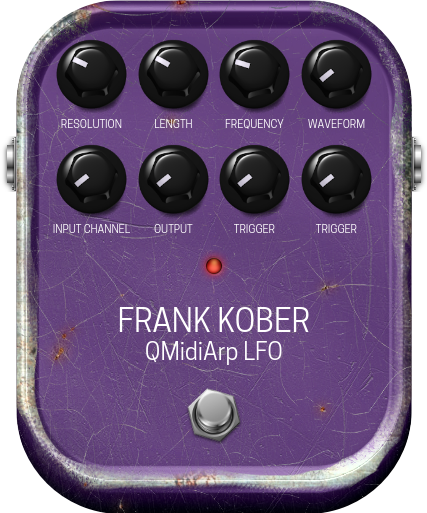 RESOLUTION LENGTH FREQUENCY WAVEFORM
INPUT CHANNEL OUTPUT TRIGGER TRIGGER
FRANK KOBER
QMidiArp LFO